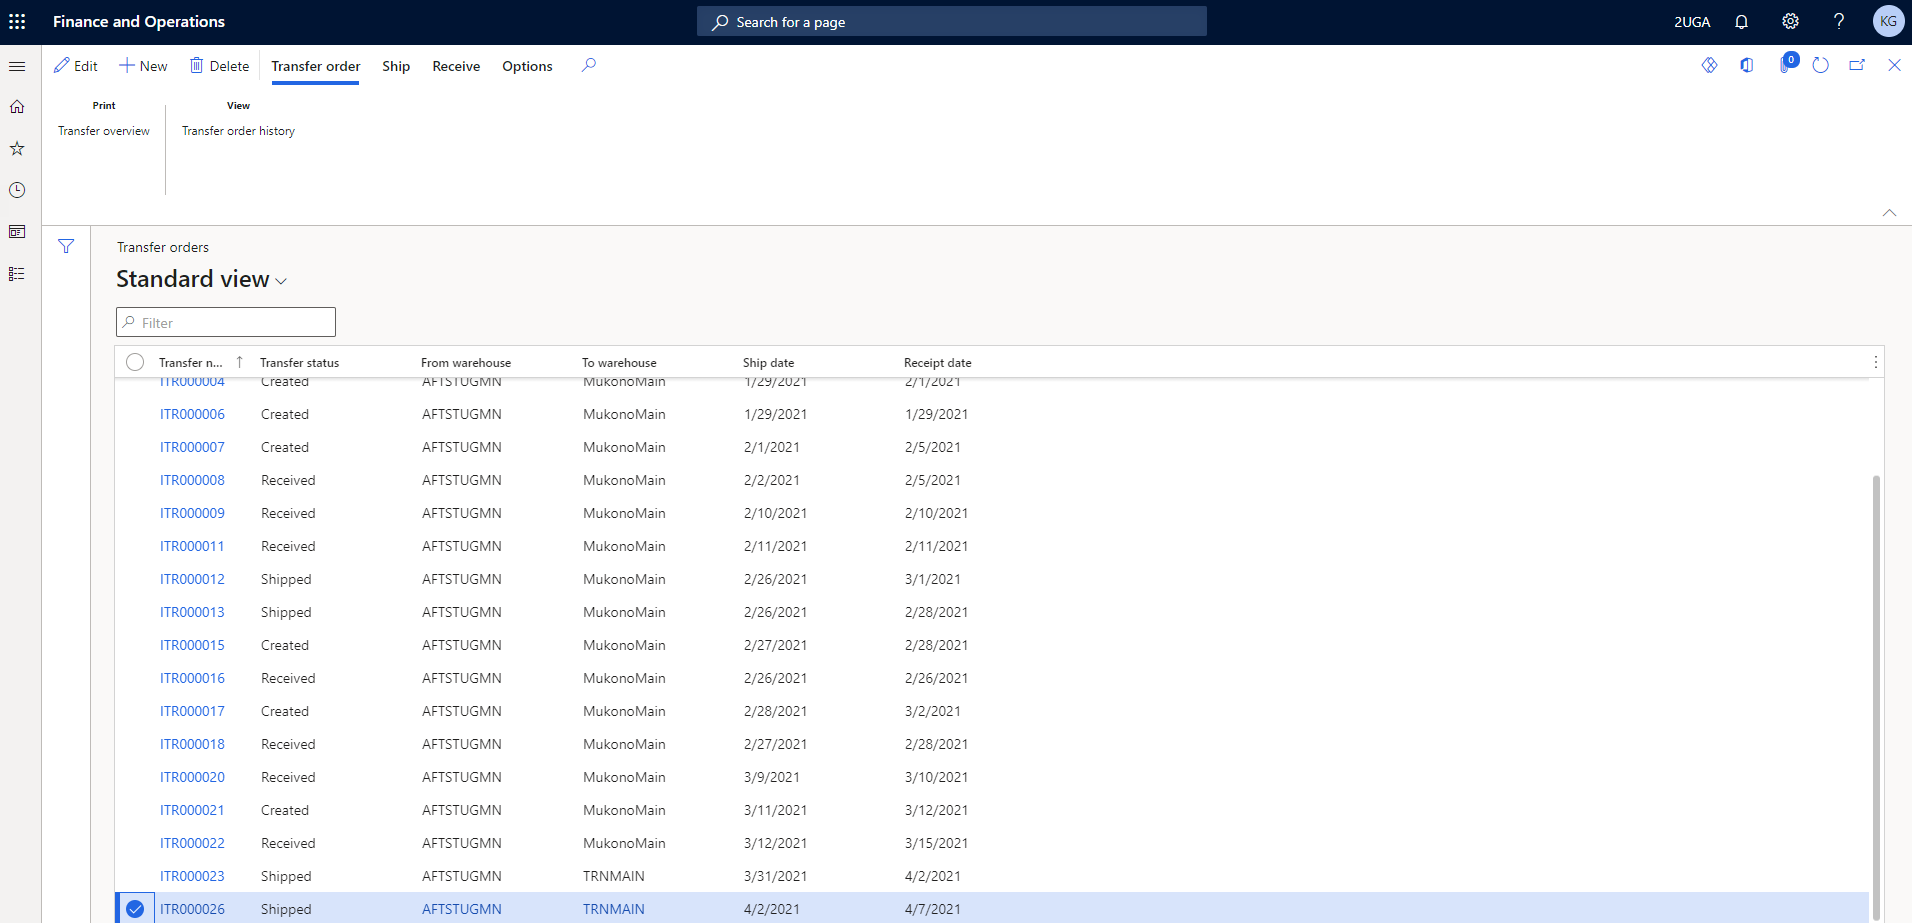 Finance and Operations
Search for a page
2UGA
?
KG
Edit
New
Delete
Transfer order
Ship
Receive
Options
0
Print
View
Transfer overview
Transfer order history
Transfer orders
Standard view
Filter
Transfer n... ↑ Transfer status From warehouse To warehouse Ship date Receipt date
ITR000004 Created AFTSTUGMN MukonoMain 1/29/2021 2/1/2021
ITR000006 Created AFTSTUGMN MukonoMain 1/29/2021 1/29/2021
ITR000007 Created AFTSTUGMN MukonoMain 2/1/2021 2/5/2021
ITR000008 Received AFTSTUGMN MukonoMain 2/2/2021 2/5/2021
ITR000009 Received AFTSTUGMN MukonoMain 2/10/2021 2/10/2021
ITR000011 Received AFTSTUGMN MukonoMain 2/11/2021 2/11/2021
ITR000012 Shipped AFTSTUGMN MukonoMain 2/26/2021 3/1/2021
ITR000013 Shipped AFTSTUGMN MukonoMain 2/26/2021 2/28/2021
ITR000015 Created AFTSTUGMN MukonoMain 2/27/2021 2/28/2021
ITR000016 Received AFTSTUGMN MukonoMain 2/26/2021 2/26/2021
ITR000017 Created AFTSTUGMN MukonoMain 2/28/2021 3/2/2021
ITR000018 Received AFTSTUGMN MukonoMain 2/27/2021 2/28/2021
ITR000020 Received AFTSTUGMN MukonoMain 3/9/2021 3/10/2021
ITR000021 Created AFTSTUGMN MukonoMain 3/11/2021 3/12/2021
ITR000022 Received AFTSTUGMN MukonoMain 3/12/2021 3/15/2021
ITR000023 Shipped AFTSTUGMN TRNMAIN 3/31/2021 4/2/2021
ITR000026 Shipped AFTSTUGMN TRNMAIN 4/2/2021 4/7/2021